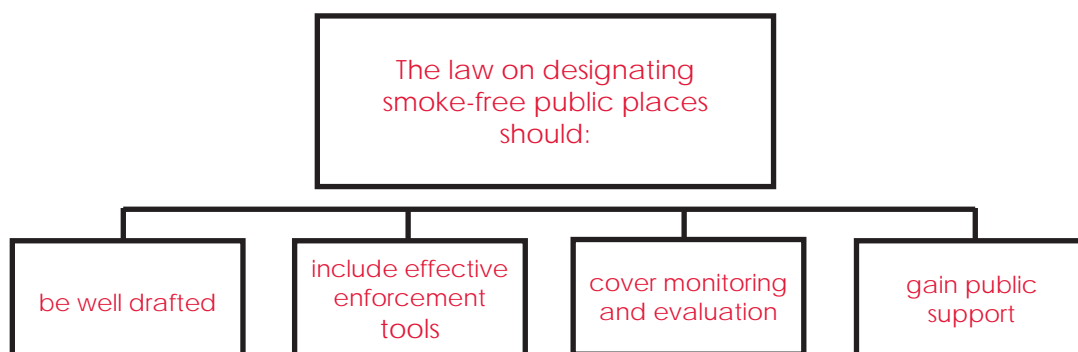 The law on designating
smoke-free public places
should:
be well drafted
include effective
enforcement
tools
cover monitoring
and evaluation
gain public
support